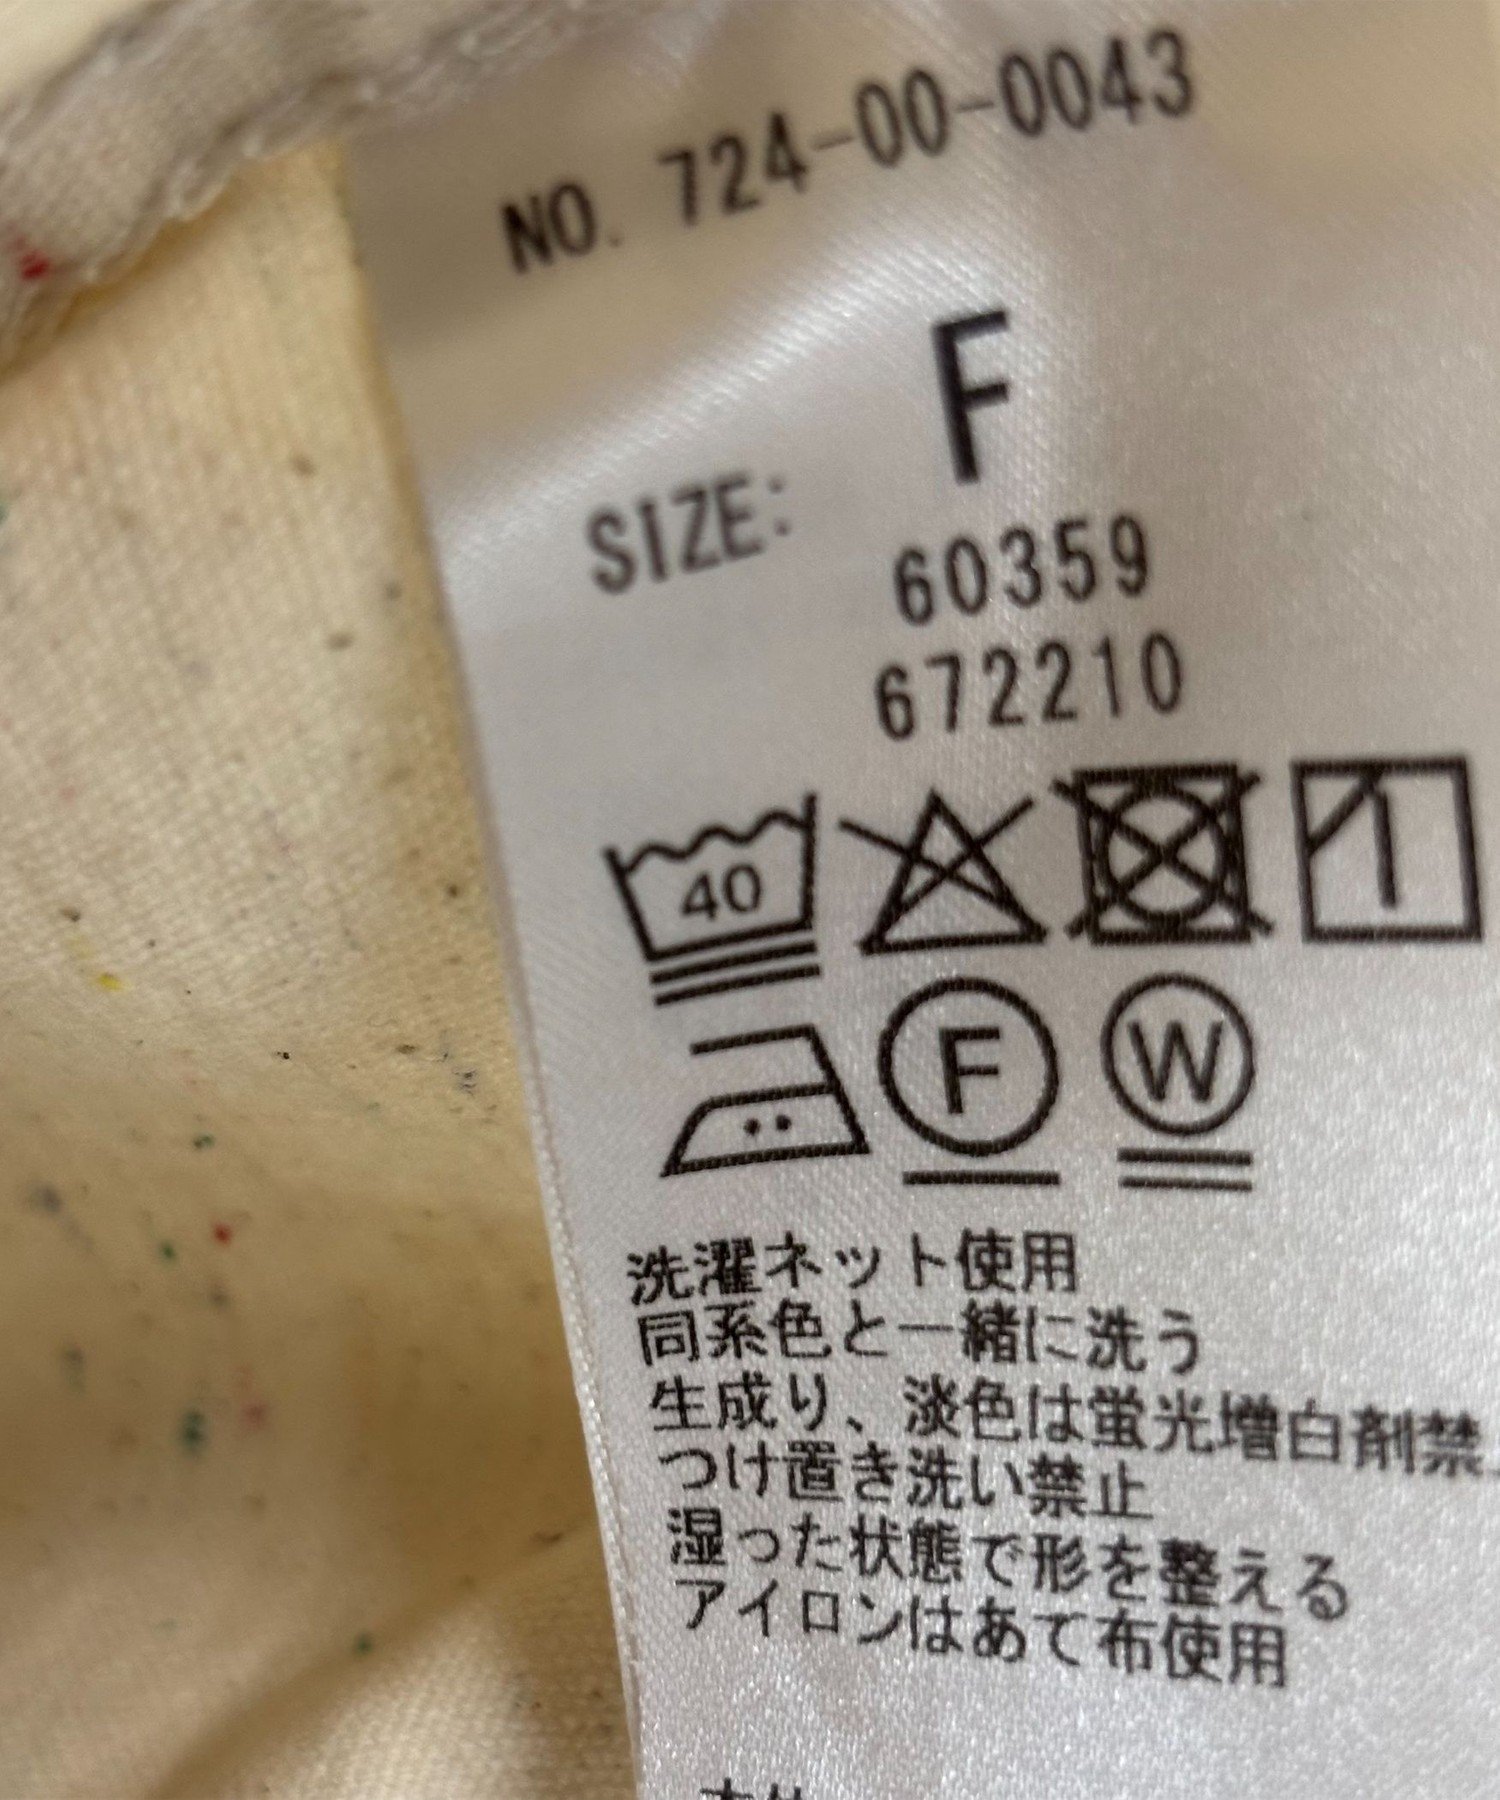 NO. 724-00-0043
F
SIZE:
60359
672210
40
F
W
洗濯ネット使用
同系色と一緒に洗う
生成り、淡色は蛍光増白剤禁
つけ置き洗い禁止
湿った状態で形を整える
アイロンはあて布使用